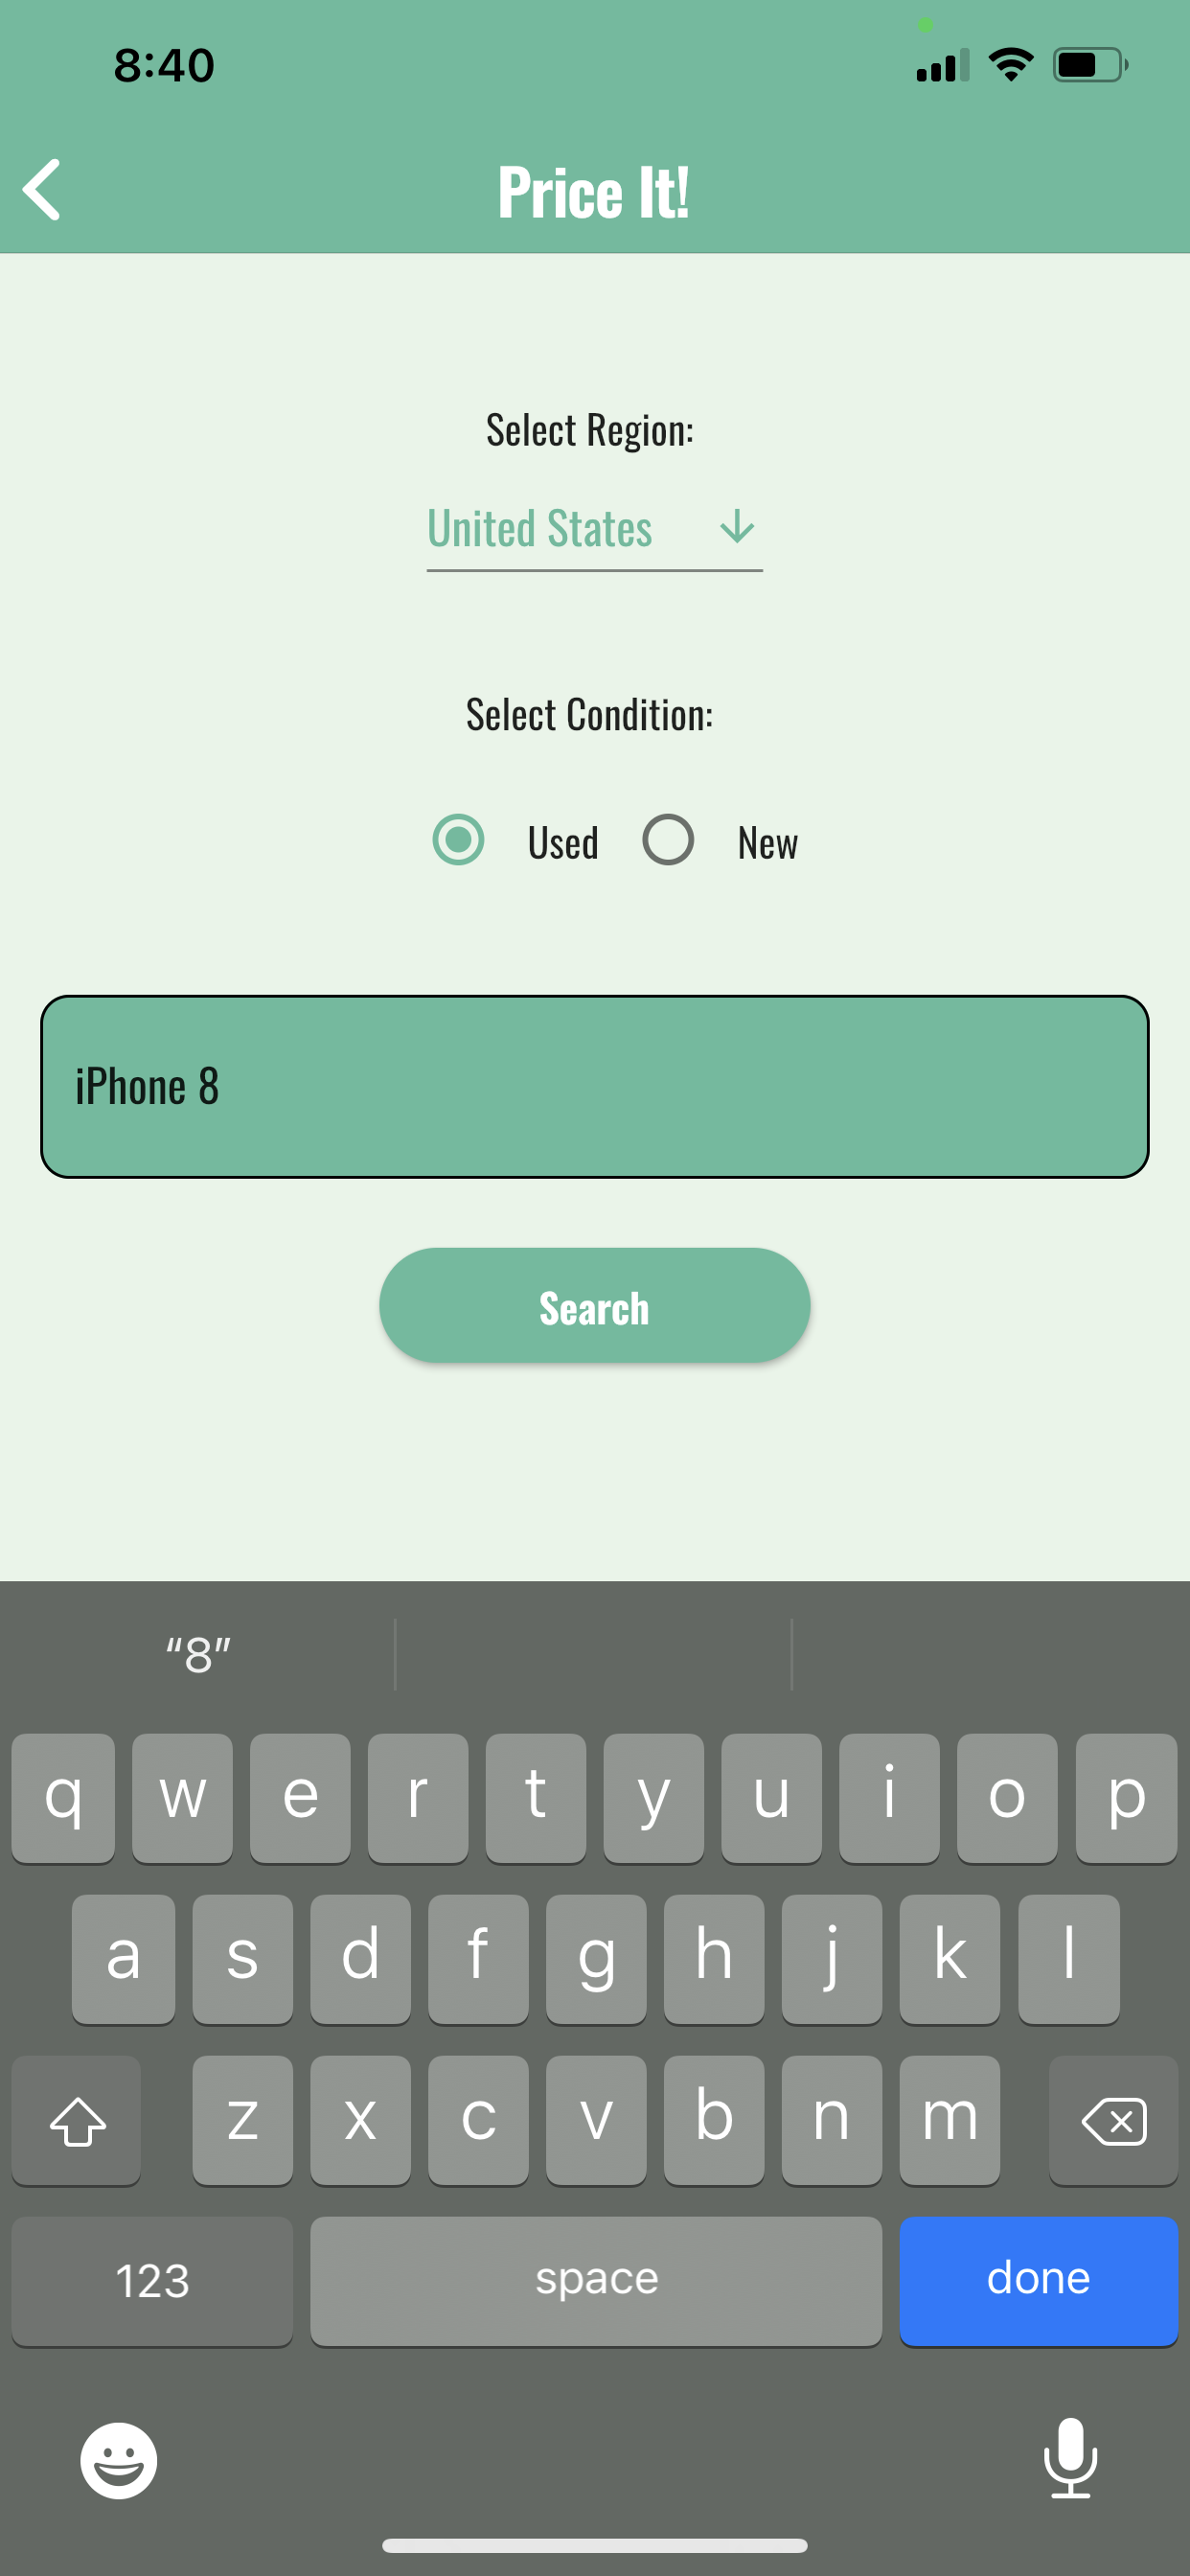 8:40
Price It!
Select Region:
United States
Select Condition:
Used New
iPhone 8
Search
“8”
q w e r t y u i o p
a s d f g h j k l
z x c v b n m
123 space done